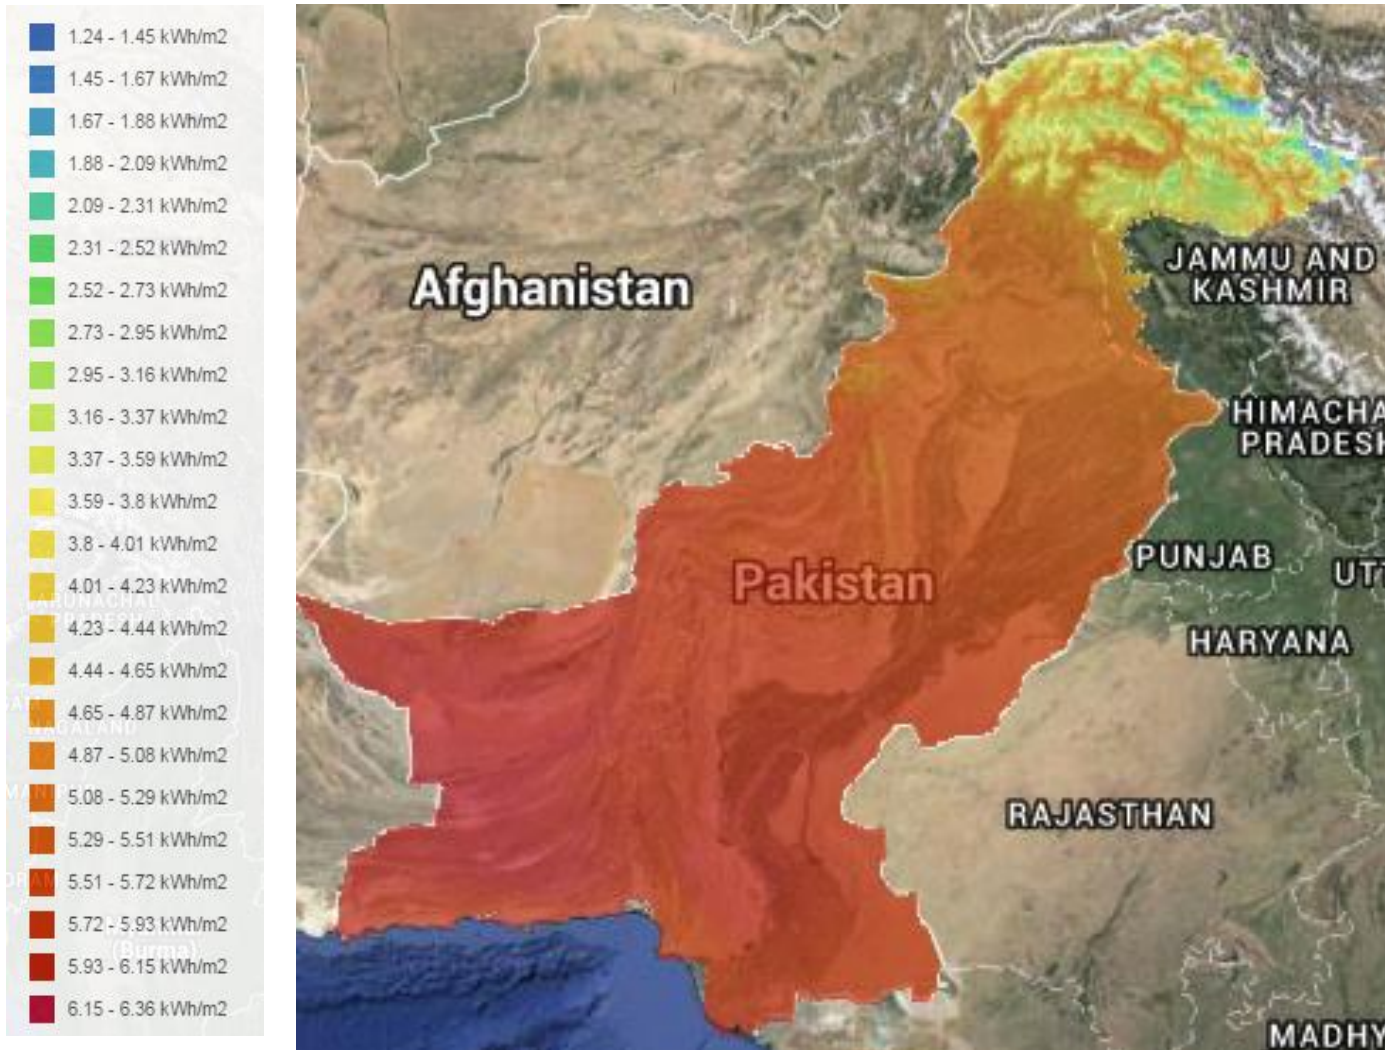 1.24 - 1.45 kWh/m2
1.45 - 1.67 kWh/m2
1.67 - 1.88 kWh/m2
1.88 - 2.09 kWh/m2
2.09 - 2.31 kWh/m2
2.31 - 2.52 kWh/m2
2.52 - 2.73 kWh/m2
2.73 - 2.95 kWh/m2
2.95 - 3.16 kWh/m2
3.16 - 3.37 kWh/m2
3.37 - 3.59 kWh/m2
3.59 - 3.8 kWh/m2
3.8 - 4.01 kWh/m2
4.01 - 4.23 kWh/m2
4.23 - 4.44 kWh/m2
4.44 - 4.65 kWh/m2
4.65 - 4.87 kWh/m2
4.87 - 5.08 kWh/m2
5.08 - 5.29 kWh/m2
5.29 - 5.51 kWh/m2
5.51 - 5.72 kWh/m2
5.72 - 5.93 kWh/m2
5.93 - 6.15 kWh/m2
6.15 - 6.36 kWh/m2
(Burma)
JAMMU AND
KASHMIR
Afghanistan
HIMACHA
PRADESH
Pakistan
PUNJAB
UTT
HARYANA
RAJASTHAN
MADHY